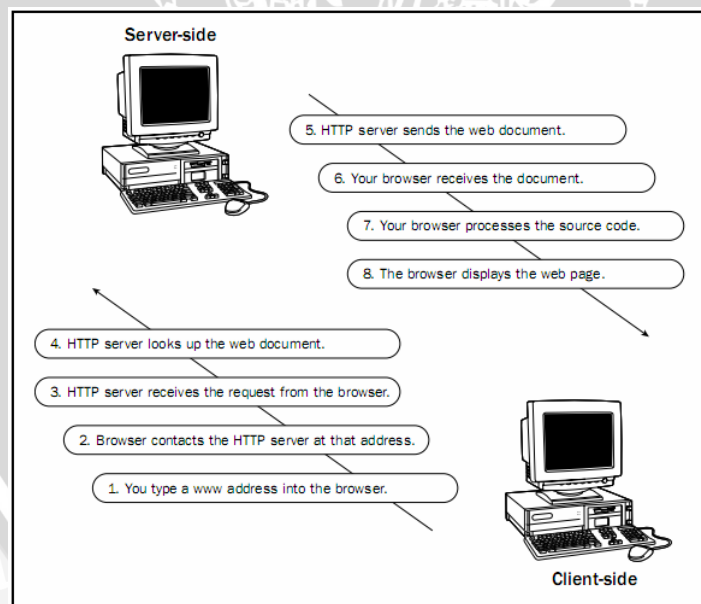 Server-side
5. HTTP server sends the web document.
6. Your browser receives the document.
7. Your browser processes the source code.
8. The browser displays the web page.
4. HTTP server looks up the web document.
3. HTTP server receives the request from the browser.
2. Browser contacts the HTTP server at that address.
1. You type a www address into the browser.
Client-side